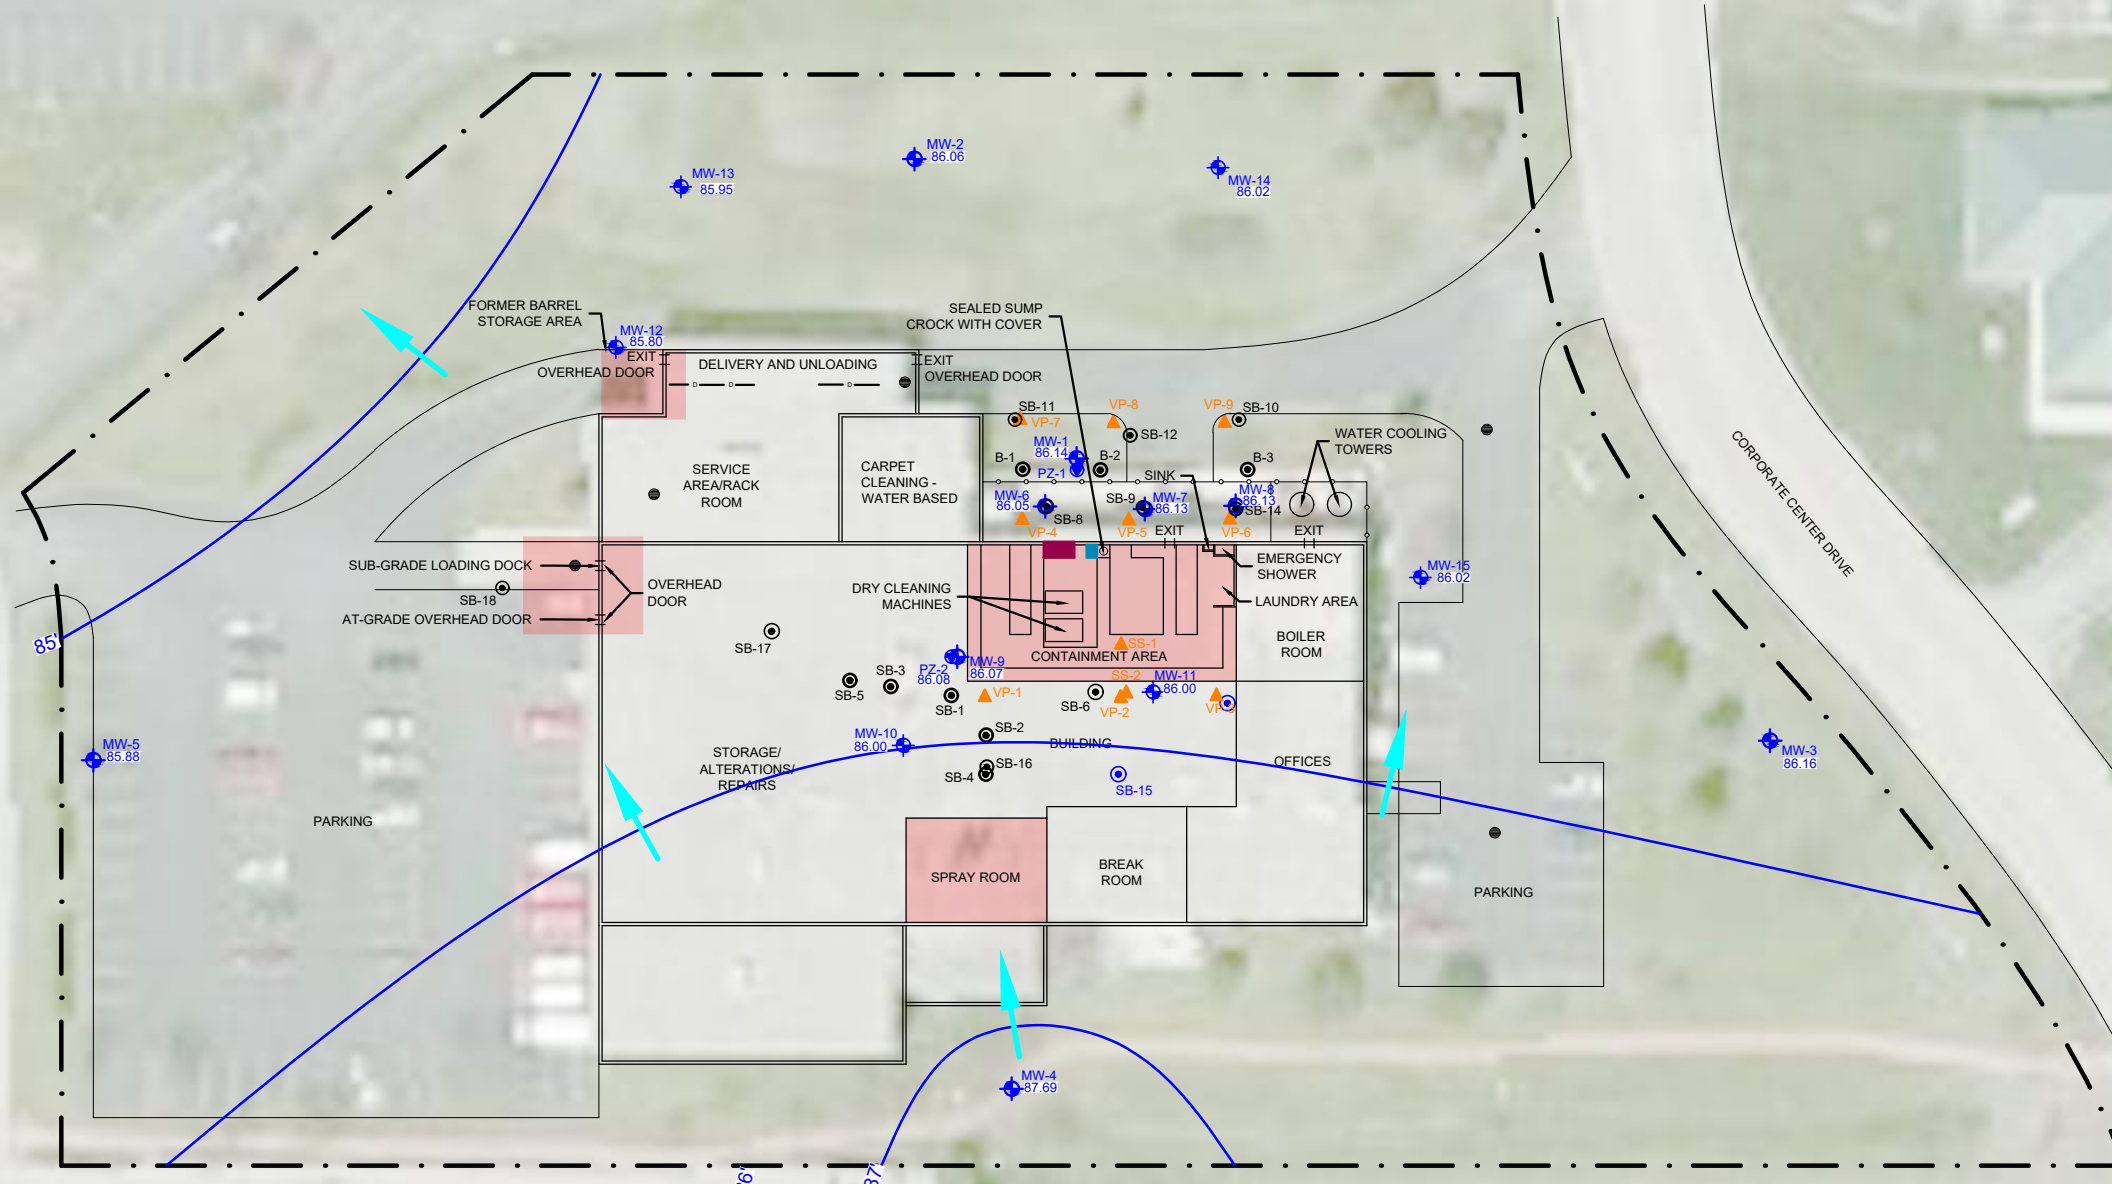 MW-2
86.06
MW-13
85.95
MW-14
86.02
FORMER BARREL
STORAGE AREA
SEALED SUMP
CROCK WITH COVER
MW-12
85.80
EXIT
OVERHEAD DOOR
DELIVERY AND UNLOADING
D
D
D
EXIT
OVERHEAD DOOR
SB-11
VP-7
VP-8
VP-9
SB-10
SB-12
MW-1
86.14
WATER COOLING
TOWERS
CORPORATE CENTER DRIVE
SERVICE
AREA/RACK
ROOM
CARPET
CLEANING -
WATER BASED
B-1
PZ-1
B-2
SINK
B-3
MW-6
86.05
SB-8
SB-9
MW-7
86.13
MW-8
86.13
SB-14
VP-4
VP-5
EXIT
VP-6
EXIT
SUB-GRADE LOADING DOCK
SB-18
AT-GRADE OVERHEAD DOOR
OVERHEAD
DOOR
DRY CLEANING
MACHINES
EMERGENCY
SHOWER
LAUNDRY AREA
MW-15
86.02
BOILER
ROOM
85'
SB-17
SS-1
CONTAINMENT AREA
PZ-2
86.08
MW-9
86.07
SB-3
SB-5
SB-1
VP-1
SB-6
SS-2
VP-2
MW-11
86.00
MW-5
85.88
MW-10
86.00
SB-2
BUILDING
MW-3
86.16
STORAGE/
ALTERATIONS/
REPAIRS
SB-16
SB-4
SB-15
OFFICES
PARKING
SPRAY ROOM
BREAK
ROOM
PARKING
MW-4
87.69